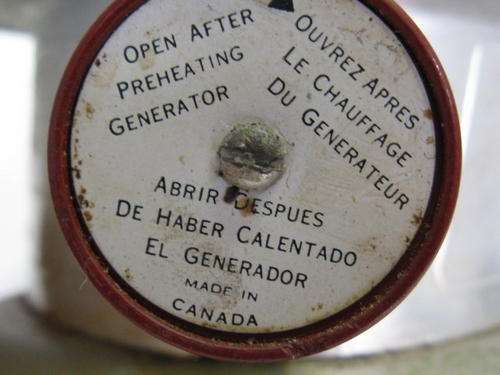 OPEN AFTER
PREHEATING
GENERATOR
OUVREZ APRES
LE CHAUFFAGE
DU GENERATEUR
ABRIR DESPUES
DE HABER CALENTADO
EL GENERADOR
MADE IN
CANADA